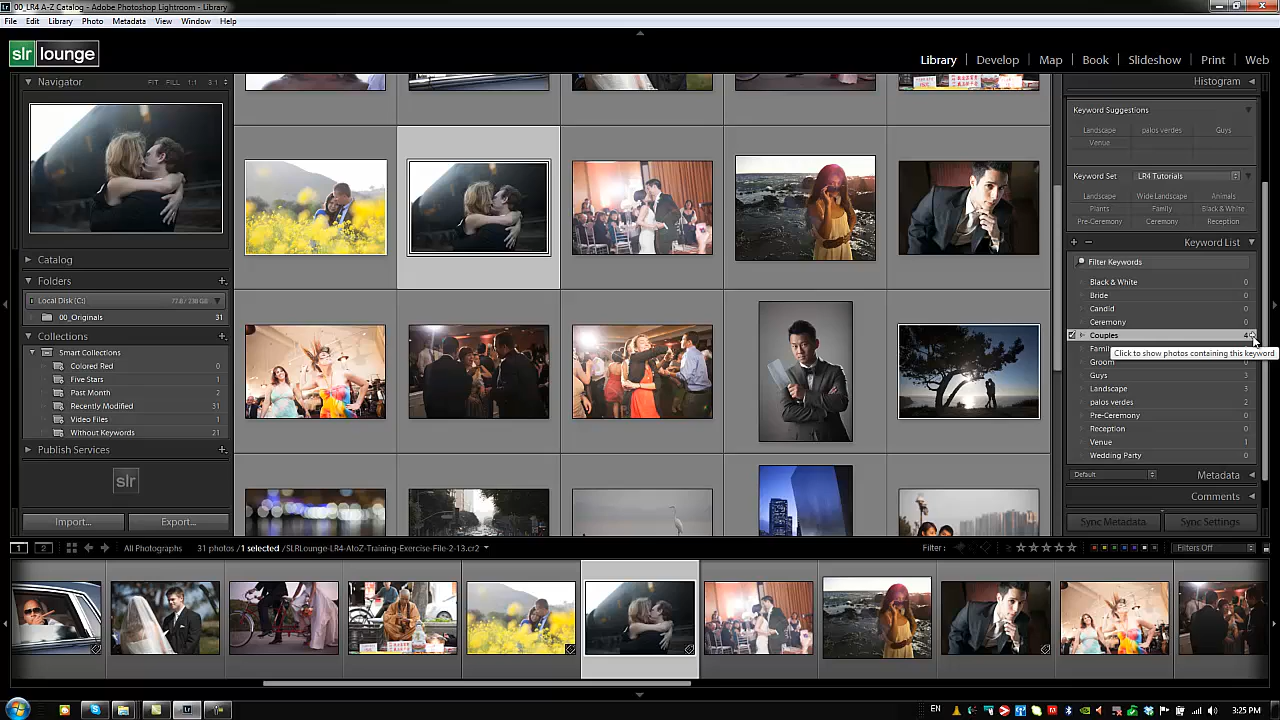 00_LR4 A-Z Catalog - Adobe Photoshop Lightroom - Library
File Edit Library Photo Metadata View Window Help
slr lounge
Library Develop Map Book Slideshow Print Web
Navigator FIT FILL 1:1 3:1
Catalog
Folders
Local Disk (C:)
00_Originals 31
Collections
Smart Collections
Colored Red 0
Five Stars 1
Past Month 2
Recently Modified 31
Video Files 1
Without Keywords 21
Publish Services
slr
Import... Export...
Histogram
Keyword Suggestions
Landscape palos verdes Guys
Venue
Keyword Set LR4 Tutorials
Landscape Wide Landscape Animals
Plants Family Black & White
Pre-Ceremony Ceremony Reception
Keyword List
Filter Keywords
Black & White 0
Bride 0
Candid 0
Ceremony 0
Couples 4
Click to show photos containing this keyword
Guys 3
Landscape 3
palos verdes 2
Pre-Ceremony 0
Reception 0
Venue 1
Wedding Party 0
Default Metadata
Comments
Sync Metadata Sync Settings
1 2 All Photographs 31 photos / 1 selected / SLRLounge-LR4-AtoZ-Training-Exercise-File-2-13.cr2 Filter : Filters Off
EN 3:25 PM